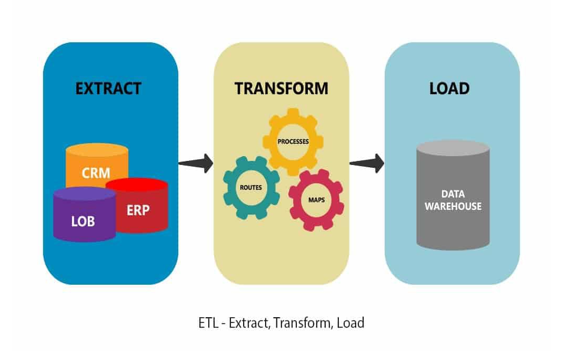 EXTRACT
CRM
LOB
ERP
TRANSFORM
PROCESSES
ROUTES
MAPS
LOAD
DATA
WAREHOUSE
ETL - Extract, Transform, Load